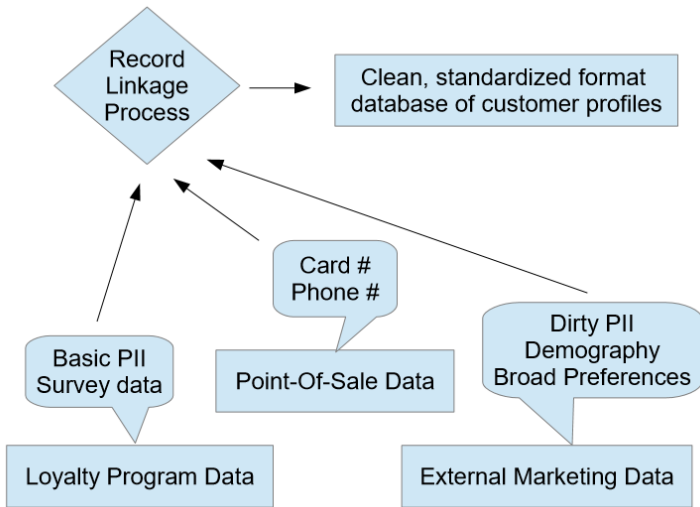 Record
Linkage
Process
Clean, standardized format
database of customer profiles
Card #
Phone #
Dirty PII
Demography
Broad Preferences
Basic PII
Survey data
Point-Of-Sale Data
Loyalty Program Data
External Marketing Data